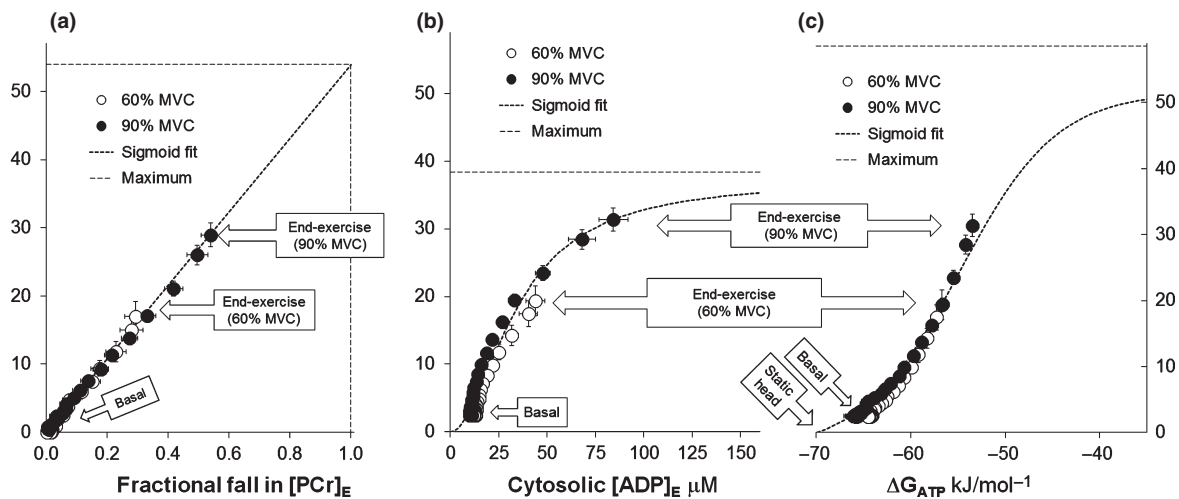 (a)
50
40
30
20
10
0
60% MVC
90% MVC
Sigmoid fit
Maximum
End-exercise
(90% MVC)
End-exercise
(60% MVC)
Basal
0.0 0.2 0.4 0.6 0.8 1.0
Fractional fall in [PCr]E
(b)
50
40
30
20
10
0
60% MVC
90% MVC
Sigmoid fit
Maximum
End-exercise
(90% MVC)
End-exercise
(60% MVC)
Basal
0 25 50 75 100 125 150
Cytosolic [ADP]E μM
(c)
60% MVC
90% MVC
Sigmoid fit
Maximum
Basal
Static
head
50
40
30
20
10
0
−70 −60 −50 −40
ΔGATP kJ/mol−1